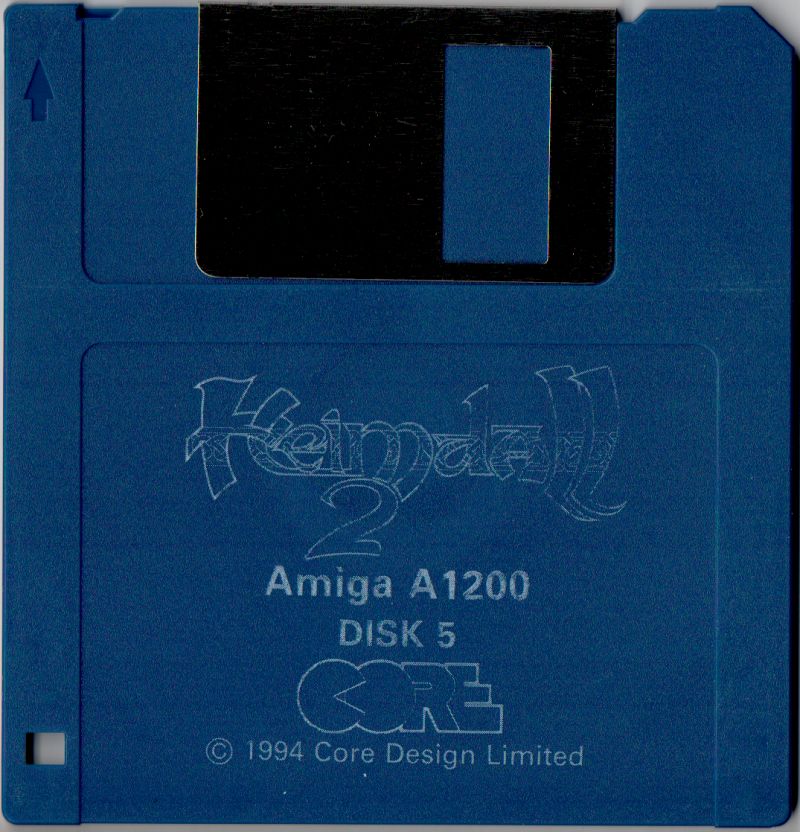 Heimdall
2
Amiga A1200
DISK 5
CORE
© 1994 Core Design Limited